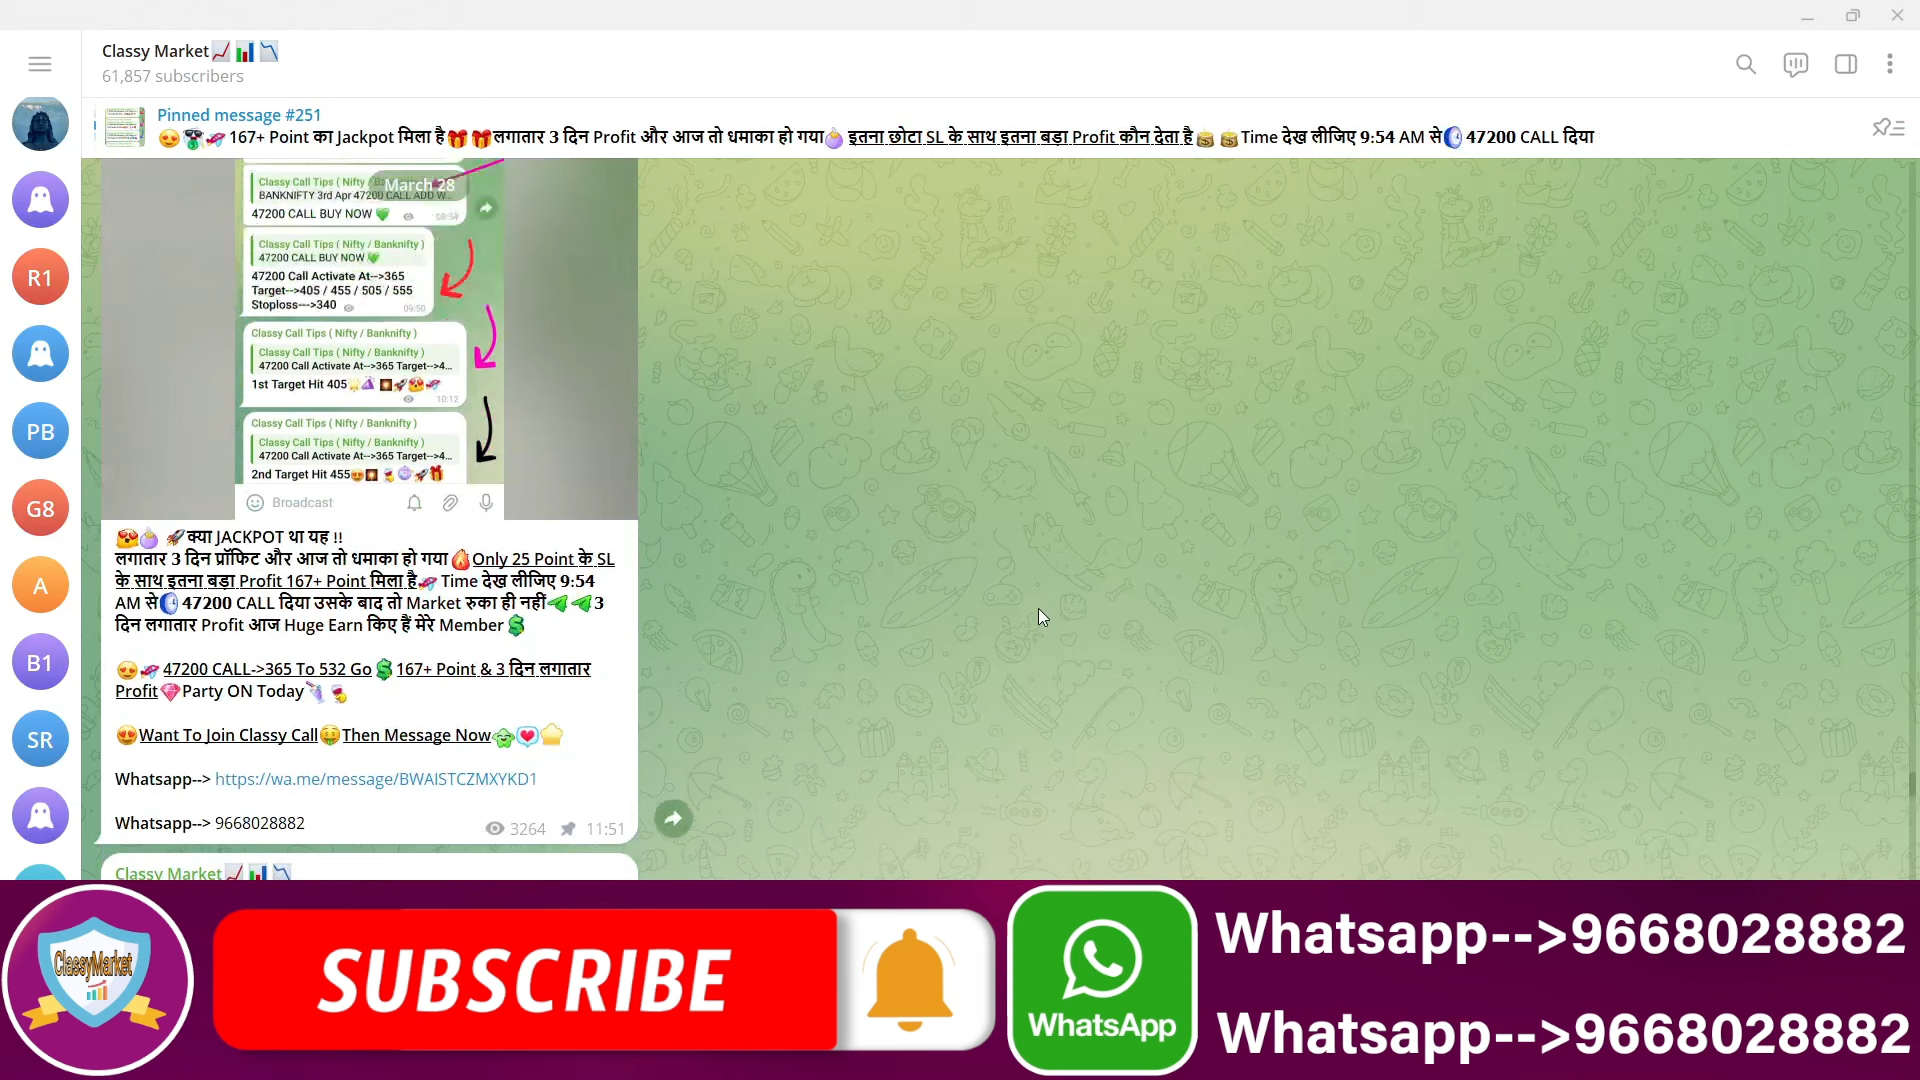 Classy Market
61,857 subscribers
Pinned message #251
167+ Point का Jackpot मिला है लगातार 3 दिन Profit और आज तो धमाका हो गया इतना छोटा SL के साथ इतना बड़ा Profit कौन देता है Time देख लीजिए 9:54 AM से 47200 CALL दिया
R1
PB
G8
A
B1
SR
March 28
Classy Call Tips ( Nifty /
BANKNIFTY 3rd Apr 47200 CALL ADD W...
47200 CALL BUY NOW 💚
09:54
Classy Call Tips ( Nifty / Banknifty )
47200 CALL BUY NOW 💚
47200 Call Activate At-->365
Target-->405 / 455 / 505 / 555
Stoploss--->340
09:50
Classy Call Tips ( Nifty / Banknifty )
Classy Call Tips ( Nifty / Banknifty )
47200 Call Activate At-->365 Target-->4...
1st Target Hit 405
10:12
Classy Call Tips ( Nifty / Banknifty )
Classy Call Tips ( Nifty / Banknifty )
47200 Call Activate At-->365 Target-->4...
2nd Target Hit 455
Broadcast
क्या JACKPOT था यह !!
लगातार 3 दिन प्रॉफिट और आज तो धमाका हो गया 🔥Only 25 Point के SL
के साथ इतना बड़ा Profit 167+ Point मिला है Time देख लीजिए 9:54
AM से 47200 CALL दिया उसके बाद तो Market रुका ही नहीं 3
दिन लगातार Profit आज Huge Earn किए हैं मेरे Member
47200 CALL->365 To 532 Go 167+ Point & 3 दिन लगातार
Profit Party ON Today
Want To Join Classy Call Then Message Now
Whatsapp--> https://wa.me/message/BWAISTCZMXYKD1
Whatsapp--> 9668028882
3264 11:51
Classy Market
ClassyMarket
SUBSCRIBE
WhatsApp
Whatsapp-->9668028882
Whatsapp-->9668028882